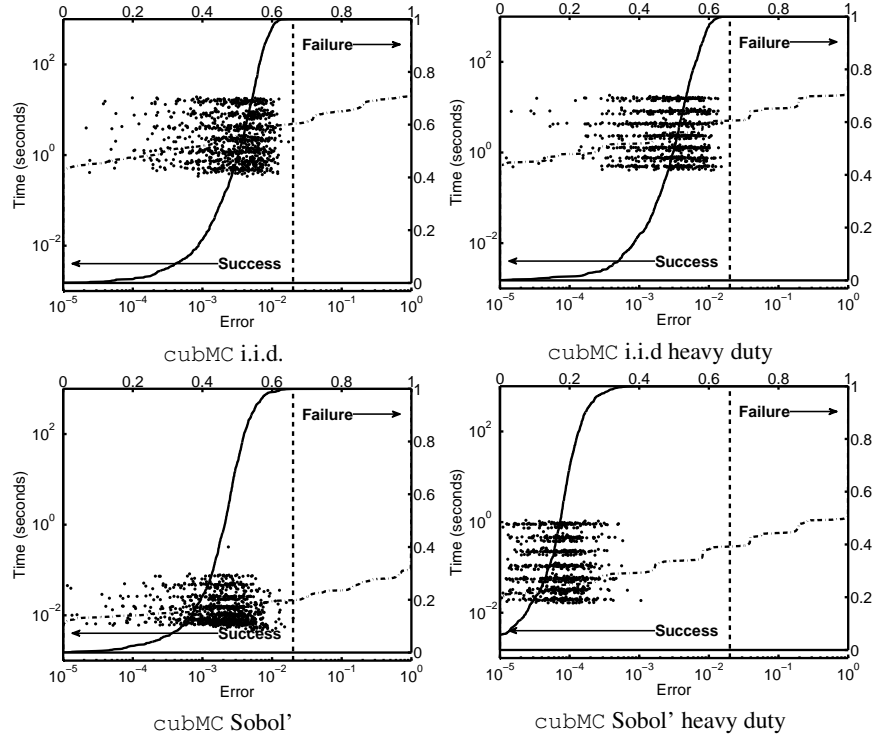 0 0.2 0.4 0.6 0.8 1
0 0.2 0.4 0.6 0.8 1
Failure
Failure
10^2
10^0
10^-2
Time (seconds)
1
0.8
0.6
0.4
0.2
0
10^2
10^0
10^-2
Time (seconds)
1
0.8
0.6
0.4
0.2
0
Success
Success
10^-5 10^-4 10^-3 10^-2 10^-1 10^0
Error
10^-5 10^-4 10^-3 10^-2 10^-1 10^0
Error
cubMC i.i.d.
cubMC i.i.d heavy duty
0 0.2 0.4 0.6 0.8 1
0 0.2 0.4 0.6 0.8 1
Failure
Failure
10^2
10^0
10^-2
Time (seconds)
1
0.8
0.6
0.4
0.2
0
10^2
10^0
10^-2
Time (seconds)
1
0.8
0.6
0.4
0.2
0
Success
Success
10^-5 10^-4 10^-3 10^-2 10^-1 10^0
Error
10^-5 10^-4 10^-3 10^-2 10^-1 10^0
Error
cubMC Sobol'
cubMC Sobol' heavy duty